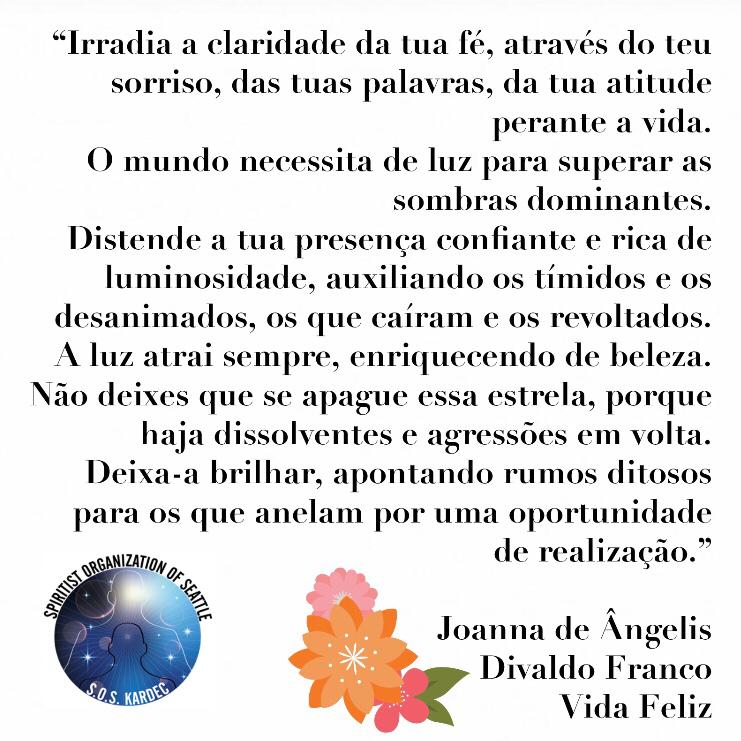 “Irradia a claridade da tua fé, através do teu
sorriso, das tuas palavras, da tua atitude
perante a vida.
O mundo necessita de luz para superar as
sombras dominantes.
Distende a tua presença confiante e rica de
luminosidade, auxiliando os tímidos e os
desanimados, os que caíram e os revoltados.
A luz atrai sempre, enriquecendo de beleza.
Não deixes que se apague essa estrela, porque
haja dissolventes e agressões em volta.
Deixa-a brilhar, apontando rumos ditosos
para os que anelam por uma oportunidade
de realização.”
SPIRITIST ORGANIZATION OF SEATTLE
S.O.S. KARDEC
Joanna de Ângelis
Divaldo Franco
Vida Feliz